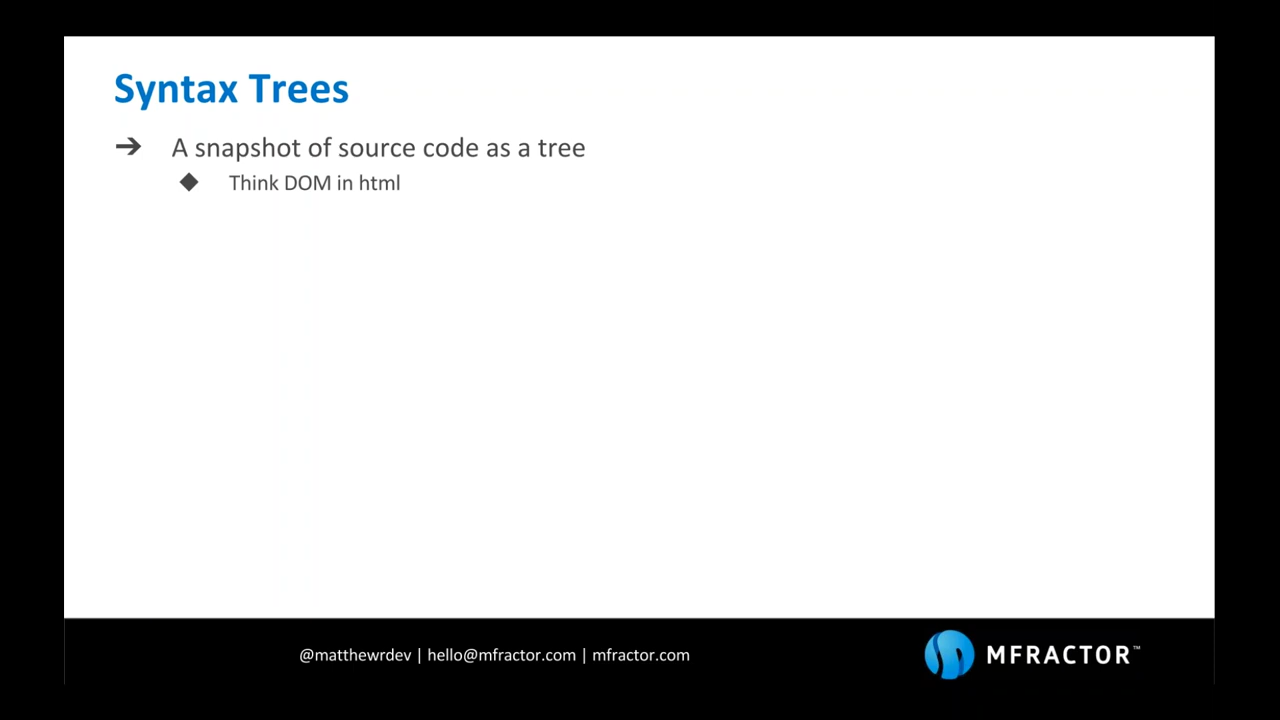 Syntax Trees
➔ A snapshot of source code as a tree
◆ Think DOM in html
@matthewrdev | hello@mfractor.com | mfractor.com
MFRACTOR™